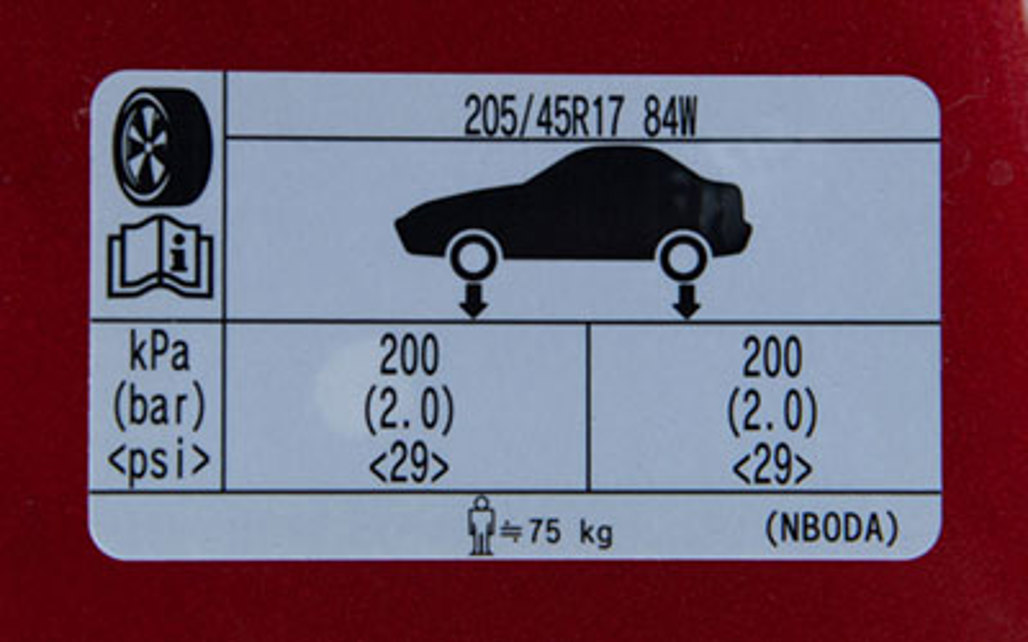 205/45R17 84W
kPa 200 200
(bar) (2.0) (2.0)
<psi> <29> <29>
≒75 kg (NBODA)